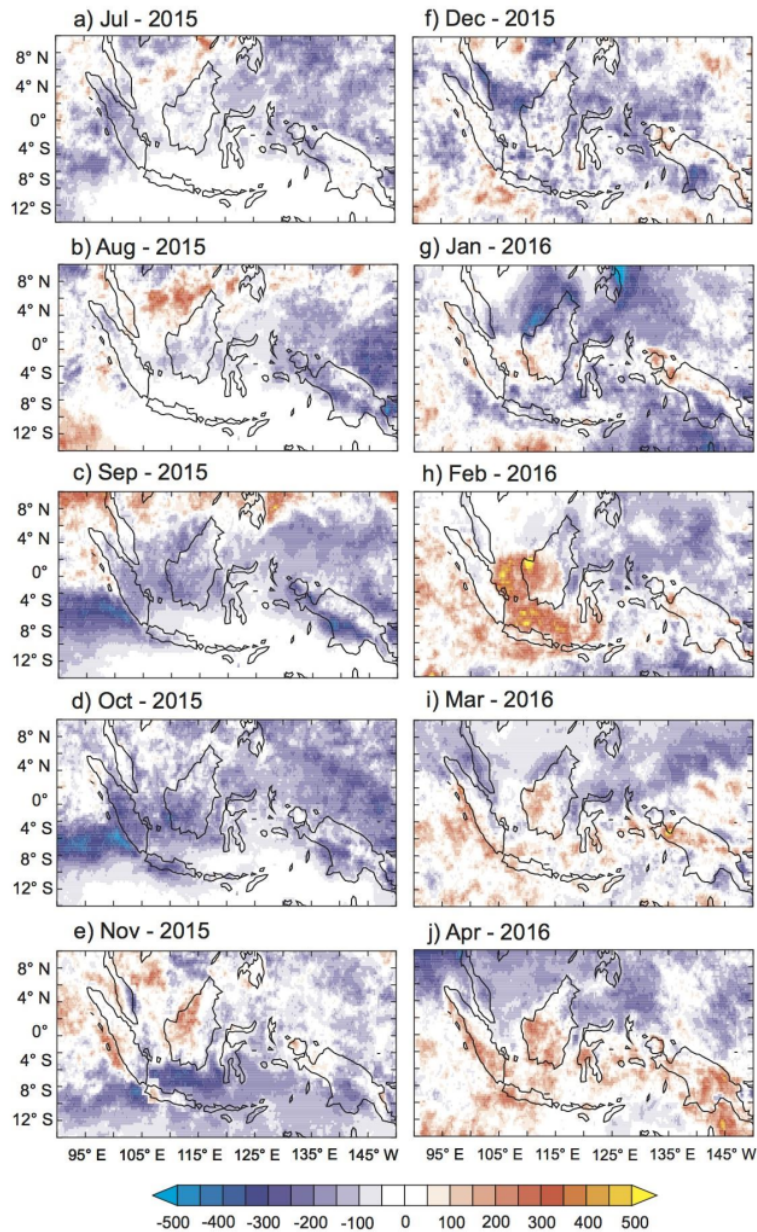 a) Jul - 2015
8° N
4° N
0°
4° S
8° S
12° S
b) Aug - 2015
8° N
4° N
0°
4° S
8° S
12° S
c) Sep - 2015
8° N
4° N
0°
4° S
8° S
12° S
d) Oct - 2015
8° N
4° N
0°
4° S
8° S
12° S
e) Nov - 2015
8° N
4° N
0°
4° S
8° S
12° S
95° E 105° E 115° E 125° E 135° E 145° W
f) Dec - 2015
g) Jan - 2016
h) Feb - 2016
i) Mar - 2016
j) Apr - 2016
95° E 105° E 115° E 125° E 135° E 145° W
-500 -400 -300 -200 -100 0 100 200 300 400 500